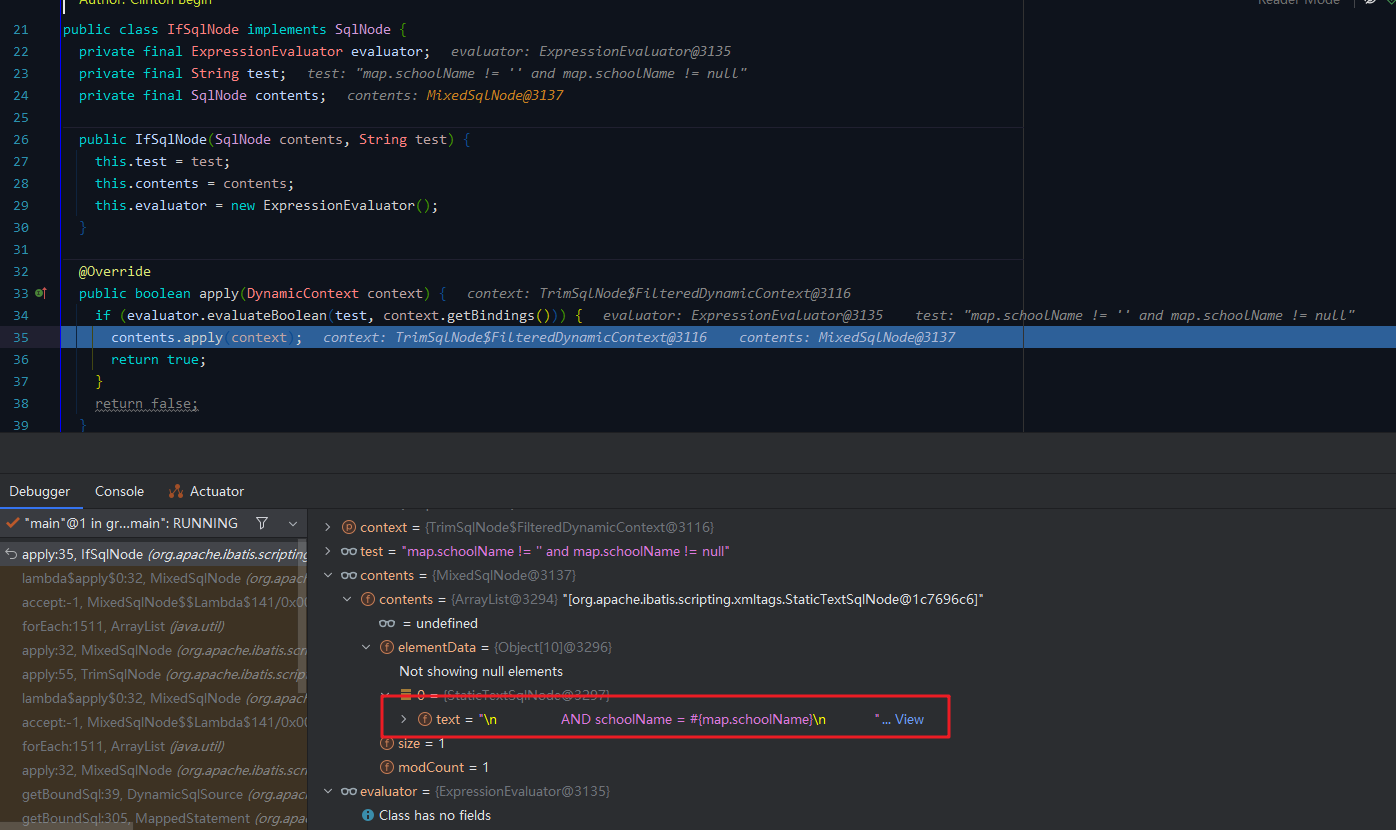 Author: Clinton Begin
Reader Mode
21 public class IfSqlNode implements SqlNode {
22 private final ExpressionEvaluator evaluator; evaluator: ExpressionEvaluator@3135
23 private final String test; test: "map.schoolName != '' and map.schoolName != null"
24 private final SqlNode contents; contents: MixedSqlNode@3137
25
26 public IfSqlNode(SqlNode contents, String test) {
27 this.test = test;
28 this.contents = contents;
29 this.evaluator = new ExpressionEvaluator();
30 }
31
32 @Override
33 public boolean apply(DynamicContext context) { context: TrimSqlNode$FilteredDynamicContext@3116
34 if (evaluator.evaluateBoolean(test, context.getBindings())) { evaluator: ExpressionEvaluator@3135 test: "map.schoolName != '' and map.schoolName != null"
35 contents.apply(context); context: TrimSqlNode$FilteredDynamicContext@3116 contents: MixedSqlNode@3137
36 return true;
37 }
38 return false;
39 }
Debugger Console Actuator
"main"@1 in gr...main": RUNNING
apply:35, IfSqlNode (org.apache.ibatis.scripting
lambda$apply$0:32, MixedSqlNode (org.apac
accept:-1, MixedSqlNode$$Lambda$141/0x00
forEach:1511, ArrayList (java.util)
apply:32, MixedSqlNode (org.apache.ibatis.scri
apply:55, TrimSqlNode (org.apache.ibatis.scrip
lambda$apply$0:32, MixedSqlNode (org.apac
accept:-1, MixedSqlNode$$Lambda$141/0x00
forEach:1511, ArrayList (java.util)
apply:32, MixedSqlNode (org.apache.ibatis.scri
getBoundSql:39, DynamicSqlSource (org.apac
getBoundSql:305, MappedStatement (org.apa
context = {TrimSqlNode$FilteredDynamicContext@3116}
test = "map.schoolName != '' and map.schoolName != null"
contents = {MixedSqlNode@3137}
contents = {ArrayList@3294} "[org.apache.ibatis.scripting.xmltags.StaticTextSqlNode@1c7696c6]"
= undefined
elementData = {Object[10]@3296}
Not showing null elements
0 = {StaticTextSqlNode@3297}
text = "\n AND schoolName = #{map.schoolName}\n " ... View
size = 1
modCount = 1
evaluator = {ExpressionEvaluator@3135}
Class has no fields